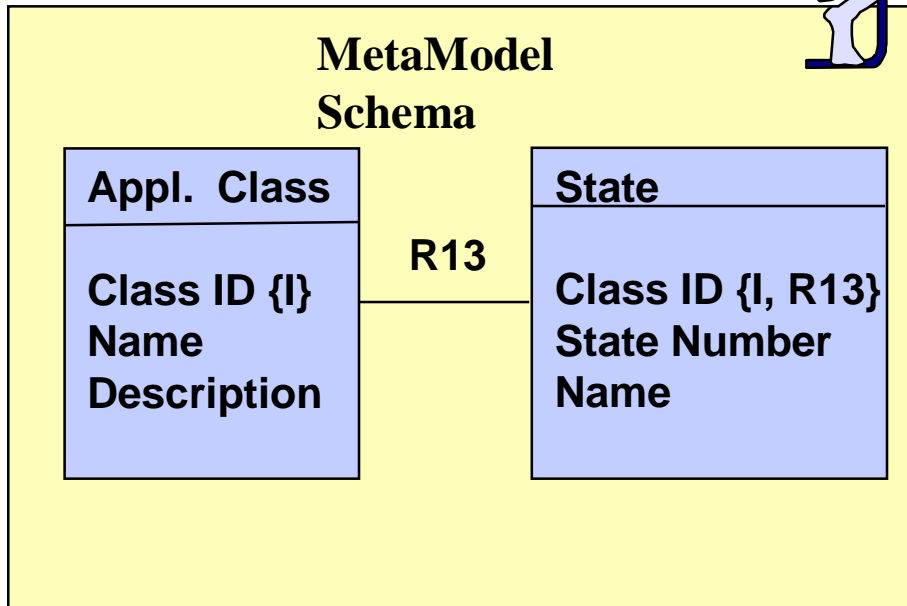 MetaModel
Schema
Appl. Class
Class ID {I}
Name
Description
R13
State
Class ID {I, R13}
State Number
Name